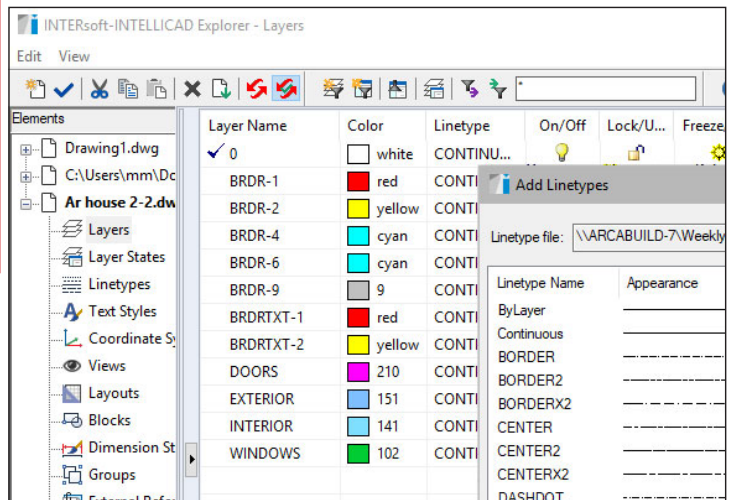 INTERsoft-INTELLICAD Explorer - Layers
Edit View
*
Elements
Drawing1.dwg
C:\Users\mm\Dc
Ar house 2-2.dw
Layers
Layer States
Linetypes
Text Styles
Coordinate Sy
Views
Layouts
Blocks
Dimension St
Groups
Layer Name Color Linetype On/Off Lock/U... Freeze/
0 white CONTINU...
BRDR-1 red CONTI
BRDR-2 yellow CONTI
BRDR-4 cyan CONTI
BRDR-6 cyan CONTI
BRDR-9 9 CONTI
BRDRTXT-1 red CONTI
BRDRTXT-2 yellow CONTI
DOORS 210 CONTI
EXTERIOR 151 CONTI
INTERIOR 141 CONTI
WINDOWS 102 CONTI
Add Linetypes
Linetype file: \\ARCABUILD-7\Weekly
Linetype Name Appearance
ByLayer
Continuous
BORDER
BORDER2
BORDERX2
CENTER
CENTER2
CENTERX2
DASHDOT